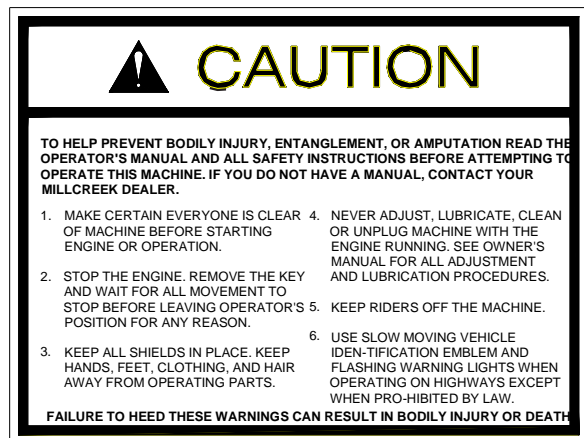 CAUTION
TO HELP PREVENT BODILY INJURY, ENTANGLEMENT, OR AMPUTATION READ THE
OPERATOR'S MANUAL AND ALL SAFETY INSTRUCTIONS BEFORE ATTEMPTING TO
OPERATE THIS MACHINE. IF YOU DO NOT HAVE A MANUAL, CONTACT YOUR
MILLCREEK DEALER.
1. MAKE CERTAIN EVERYONE IS CLEAR
OF MACHINE BEFORE STARTING
ENGINE OR OPERATION.
2. STOP THE ENGINE. REMOVE THE KEY
AND WAIT FOR ALL MOVEMENT TO
STOP BEFORE LEAVING OPERATOR'S
POSITION FOR ANY REASON.
3. KEEP ALL SHIELDS IN PLACE. KEEP
HANDS, FEET, CLOTHING, AND HAIR
AWAY FROM OPERATING PARTS.
4. NEVER ADJUST, LUBRICATE, CLEAN
OR UNPLUG MACHINE WITH THE
ENGINE RUNNING. SEE OWNER'S
MANUAL FOR ALL ADJUSTMENT
AND LUBRICATION PROCEDURES.
5. KEEP RIDERS OFF THE MACHINE.
6. USE SLOW MOVING VEHICLE
IDEN-TIFICATION EMBLEM AND
FLASHING WARNING LIGHTS WHEN
OPERATING ON HIGHWAYS EXCEPT
WHEN PRO-HIBITED BY LAW.
FAILURE TO HEED THESE WARNINGS CAN RESULT IN BODILY INJURY OR DEATH